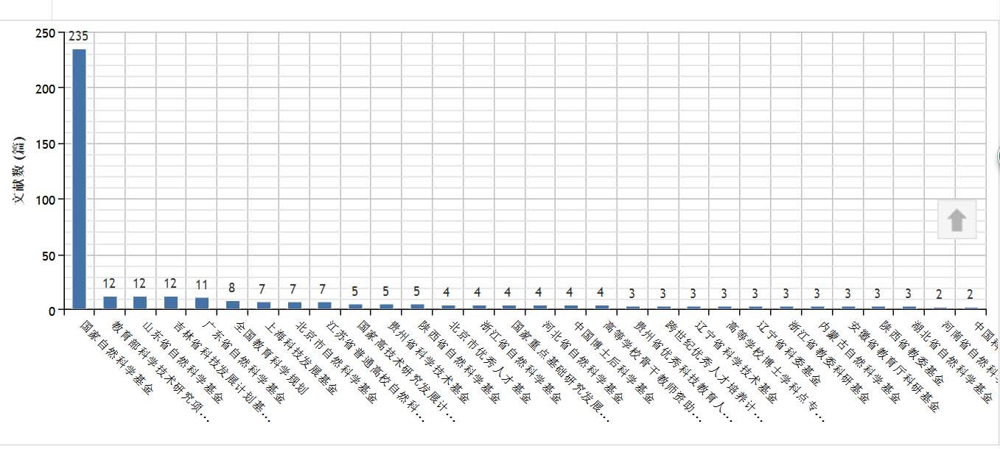 文献数 (篇)
250
200
150
100
50
0
235
12
12
12
11
8
7
7
7
5
5
5
4
4
4
4
4
4
3
3
3
3
3
3
3
3
3
3
2
2
国家自然科学基金
教育部科学技术研究项...
山东省自然科学基金
吉林省科技发展计划基...
广东省自然科学基金
全国教育科学规划
上海科技发展基金
北京市自然科学基金
江苏省普通高校自然科...
国家高技术研究发展计...
贵州省科学技术基金
陕西省自然科学基金
北京市优秀人才基金
浙江省自然科学基金
国家重点基础研究发展...
河北省自然科学基金
中国博士后科学基金
高等学校骨干教师资助...
贵州省优秀科技教育人...
跨世纪优秀人才培养计...
辽宁省科学技术基金
高等学校博士学科点专...
辽宁省科委基金
浙江省教委科研基金
内蒙古自然科学基金
安徽省教育厅科研基金
陕西省教委基金
湖北省自然科学基金
河南省自然科
中国科